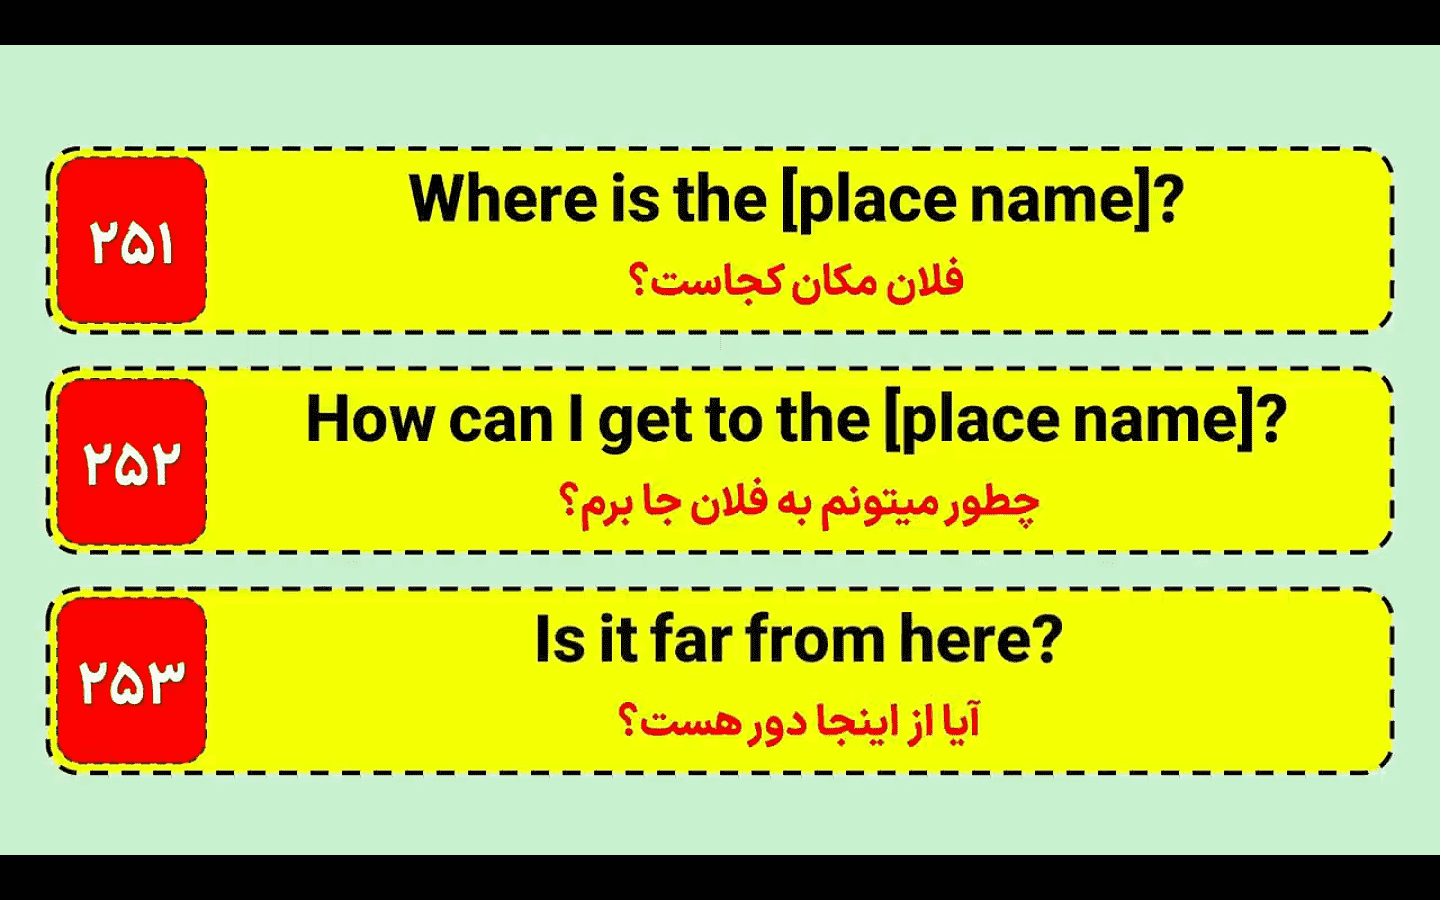 ۲۵۱
Where is the [place name]?
فلان مکان کجاست؟
۲۵۲
How can I get to the [place name]?
چطور میتونم به فلان جا برم؟
۲۵۳
Is it far from here?
آیا از اینجا دور هست؟